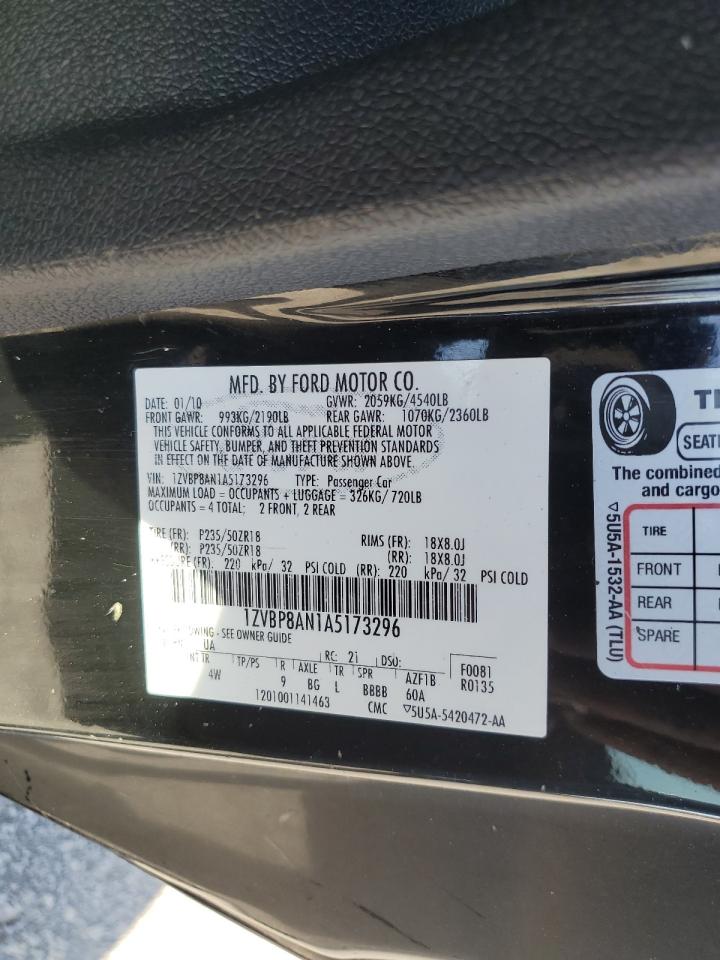 MFD. BY FORD MOTOR CO.
DATE: 01/10 GVWR: 2059KG/4540LB
FRONT GAWR: 993KG/2190LB REAR GAWR: 1070KG/2360LB
THIS VEHICLE CONFORMS TO ALL APPLICABLE FEDERAL MOTOR
VEHICLE SAFETY, BUMPER, AND THEFT PREVENTION STANDARDS
IN EFFECT ON THE DATE OF MANUFACTURE SHOWN ABOVE.
VIN: 1ZVBP8AN1A5173296 TYPE: Passenger Car
MAXIMUM LOAD = OCCUPANTS + LUGGAGE = 326KG/720LB
OCCUPANTS = 4 TOTAL; 2 FRONT, 2 REAR
TIRE (FR): P235/50ZR18 RIMS (FR): 18X8.0J
(RR): P235/50ZR18 (RR): 18X8.0J
(FR): 220 kPa/ 32 PSI COLD (RR): 220 kPa/ 32 PSI COLD
1ZVBP8AN1A5173296
- SEE OWNER GUIDE
UA RC: 21 DSO: F0081
TR TP/PS R AXLE TR SPR R0135
4W 9 BG L BBBB AZF1B
60A
1201001141463 CMC ▽5U5A-5420472-AA
SEATI
The combined
and cargo
▽5U5A-1532-AA (TLU)
TIRE
FRONT
REAR
SPARE